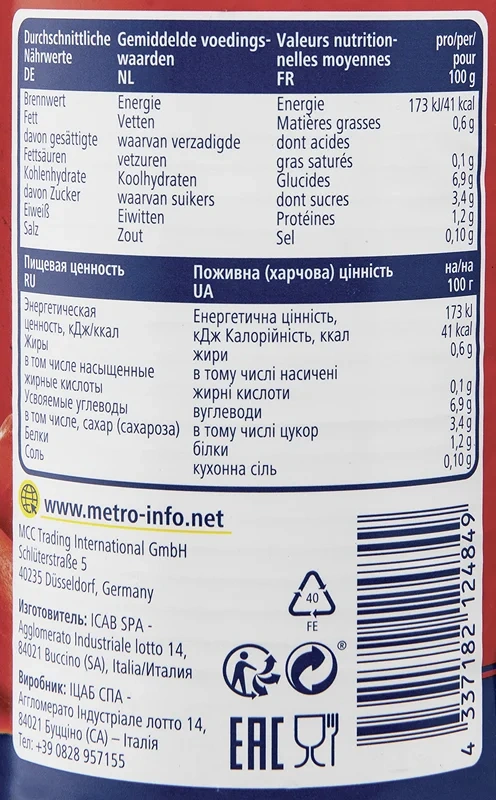 Durchschnittliche Nährwerte DE
Gemiddelde voedings-waarden NL
Valeurs nutrition-nelles moyennes FR
pro/per/pour 100 g
Brennwert Energie Energie 173 kJ/41 kcal
Fett Vetten Matières grasses 0,6 g
davon gesättigte Fettsäuren waarvan verzadigde vetzuren dont acides gras saturés 0,1 g
Kohlenhydrate Koolhydraten Glucides 6,9 g
davon Zucker waarvan suikers dont sucres 3,4 g
Eiweiß Eiwitten Protéines 1,2 g
Salz Zout Sel 0,10 g
Пищевая ценность RU
Поживна (харчова) цінність UA
на/на 100 г
Энергетическая ценность, кДж/ккал
Жиры
в том числе насыщенные
жирные кислоты
Усвояемые углеводы
в том числе, сахар (сахароза)
Белки
Соль
Енергетична цінність,
кДж Калорійність, ккал
жири
в тому числі насичені
жирні кислоти
вуглеводи
в тому числі цукор
білки
кухонна сіль
173 kJ
41 kcal
0,6 g
0,1 g
6,9 g
3,4 g
1,2 g
0,10 g
www.metro-info.net
MCC Trading International GmbH
Schlüterstraße 5
40235 Düsseldorf, Germany
Изготовитель: ICAB SPA -
Agglomerato Industriale lotto 14,
84021 Buccino (SA), Italia/Италия
Виробник: ІЦАБ СПА -
Аггломерато Індустріале лотто 14,
84021 Буццїно (СА) – Італія
Тел: +39 0828 957155
40
FE
®
EAC
4 337182 124849